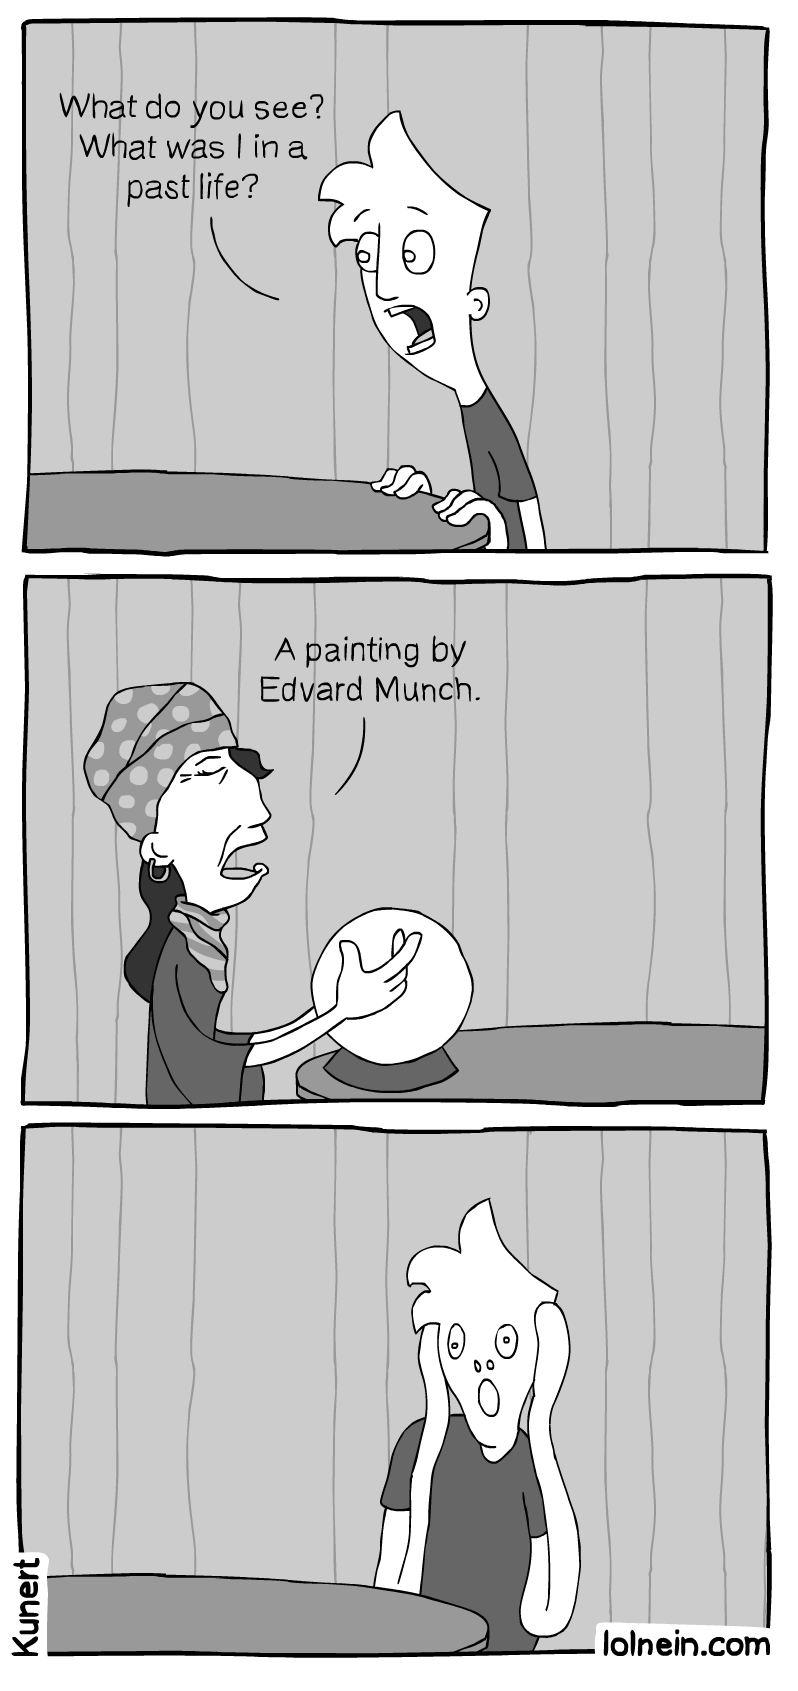 What do you see?
What was I in a
past life?
A painting by
Edvard Munch.
Kunert
lolnein.com